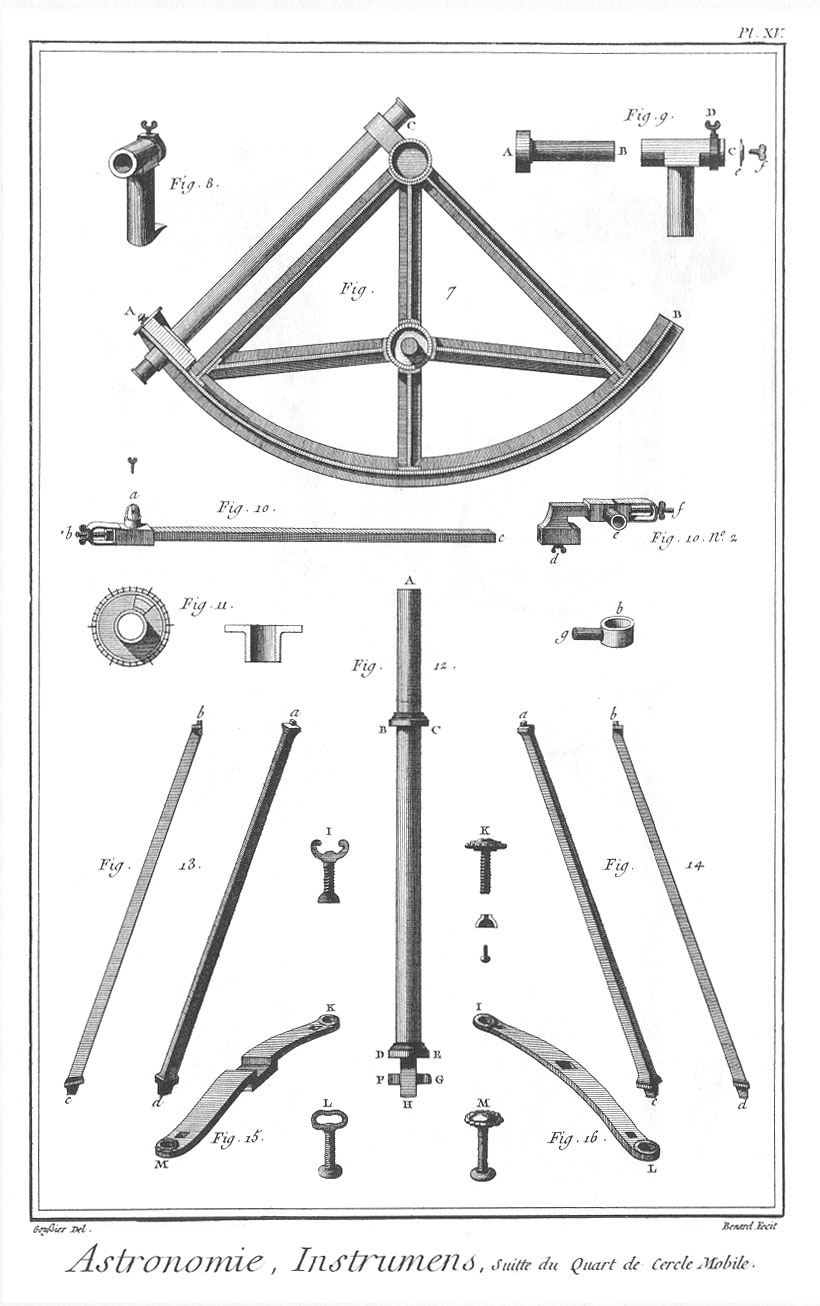 Pl. XV.
C
D
Fig. 9.
A
B
C
e
f
Fig. 8.
Fig. 7
A
B
a
Fig. 10.
b
c
f
e
d
Fig. 10. N.º 2
A
Fig. 11.
b
g
Fig. 12.
b
a
a
b
B
C
I
K
Fig. 13.
Fig. 14
K
I
D
E
F
G
H
c
d
c
d
L
M
Fig. 15.
Fig. 16.
M
L
Goußier Del.
Benard Fecit
Astronomie, Instrumens, Suitte du Quart de Cercle Mobile.